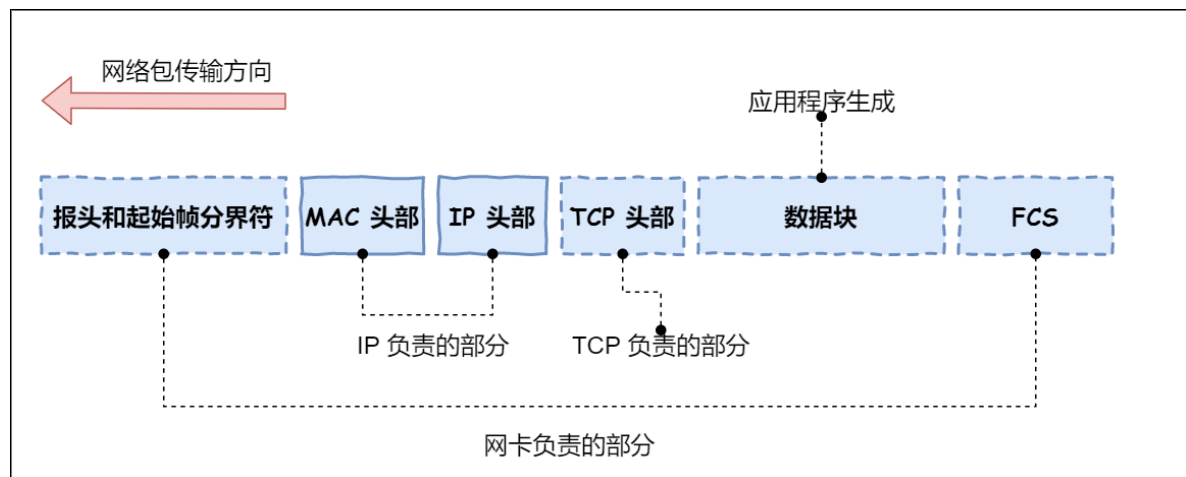 网络包传输方向
应用程序生成
报头和起始帧分界符
MAC 头部
IP 头部
TCP 头部
数据块
FCS
IP 负责的部分
TCP 负责的部分
网卡负责的部分